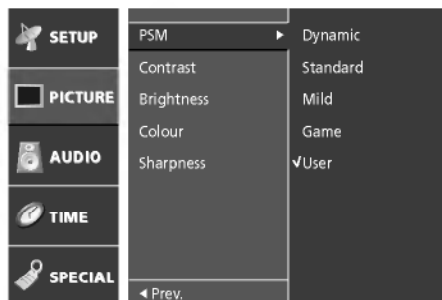 SETUP
PICTURE
AUDIO
TIME
SPECIAL
PSM ▶
Contrast
Brightness
Colour
Sharpness
◀ Prev.
Dynamic
Standard
Mild
Game
✓User